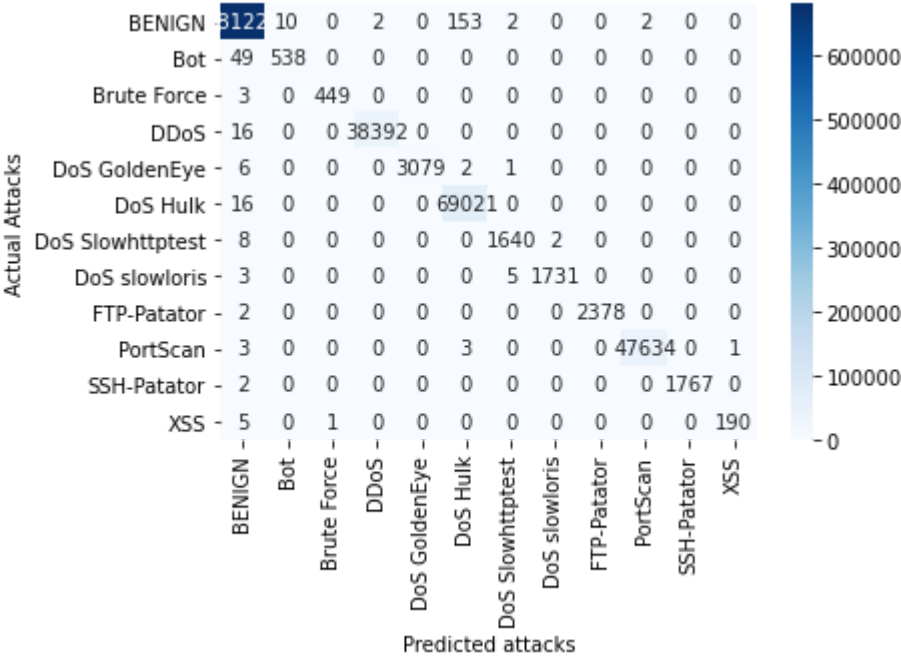 Actual Attacks
BENIGN 10 0 2 0 153 2 0 0 2 0 0
Bot 49 538 0 0 0 0 0 0 0 0 0 0
Brute Force 3 0 449 0 0 0 0 0 0 0 0 0
DDoS 16 0 0 38392 0 0 0 0 0 0 0 0
DoS GoldenEye 6 0 0 0 3079 2 1 0 0 0 0 0
DoS Hulk 16 0 0 0 0 69021 0 0 0 0 0 0
DoS Slowhttptest 8 0 0 0 0 0 1640 2 0 0 0 0
DoS slowloris 3 0 0 0 0 0 5 1731 0 0 0 0
FTP-Patator 2 0 0 0 0 0 0 0 2378 0 0 0
PortScan 3 0 0 0 0 3 0 0 0 47634 0 1
SSH-Patator 2 0 0 0 0 0 0 0 0 0 1767 0
XSS 5 0 1 0 0 0 0 0 0 0 0 190
BENIGN
Bot
Brute Force
DDoS
DoS GoldenEye
DoS Hulk
DoS Slowhttptest
DoS slowloris
FTP-Patator
PortScan
SSH-Patator
XSS
Predicted attacks
600000
500000
400000
300000
200000
100000
0